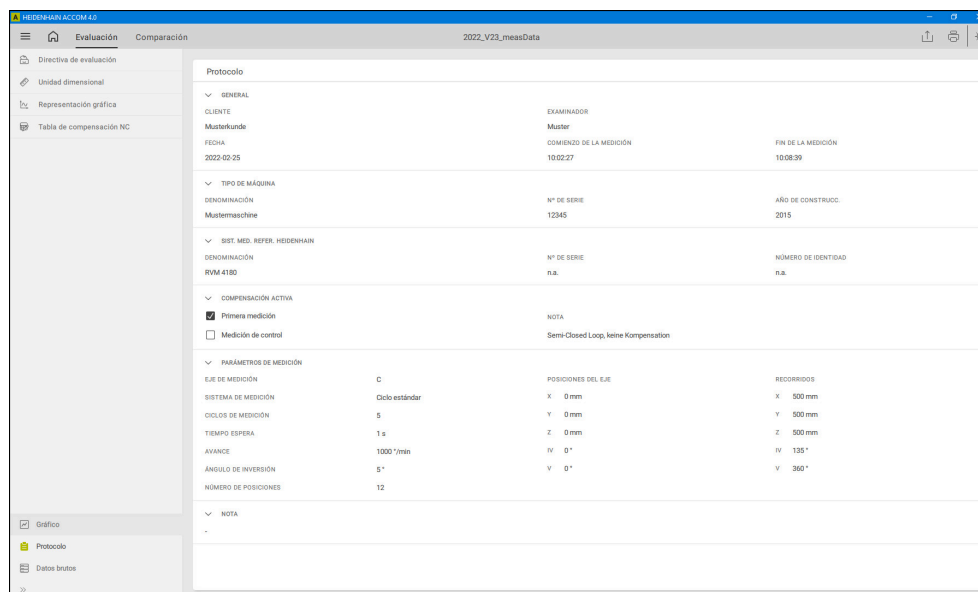 HEIDENHAIN ACCOM 4.0
Evaluación Comparación 2022_V23_measData
Directiva de evaluación
Unidad dimensional
Representación gráfica
Tabla de compensación NC
Gráfico
Protocolo
Datos brutos
Protocolo
GENERAL
CLIENTE EXAMINADOR
Musterkunde Muster
FECHA COMIENZO DE LA MEDICIÓN FIN DE LA MEDICIÓN
2022-02-25 10:02:27 10:08:39
TIPO DE MÁQUINA
DENOMINACIÓN Nº DE SERIE AÑO DE CONSTRUCC.
Mustermaschine 12345 2015
SIST. MED. REFER. HEIDENHAIN
DENOMINACIÓN Nº DE SERIE NÚMERO DE IDENTIDAD
RVM 4180 n.a. n.a.
COMPENSACIÓN ACTIVA
Primera medición NOTA
Medición de control Semi-Closed Loop, keine Kompensation
PARÁMETROS DE MEDICIÓN
EJE DE MEDICIÓN C POSICIONES DEL EJE RECORRIDOS
SISTEMA DE MEDICIÓN Ciclo estándar X 0 mm X 500 mm
CICLOS DE MEDICIÓN 5 Y 0 mm Y 500 mm
TIEMPO ESPERA 1 s Z 0 mm Z 500 mm
AVANCE 1000 °/min IV 0 ° IV 135 °
ÁNGULO DE INVERSIÓN 5 ° V 0 ° V 360 °
NÚMERO DE POSICIONES 12
NOTA
-